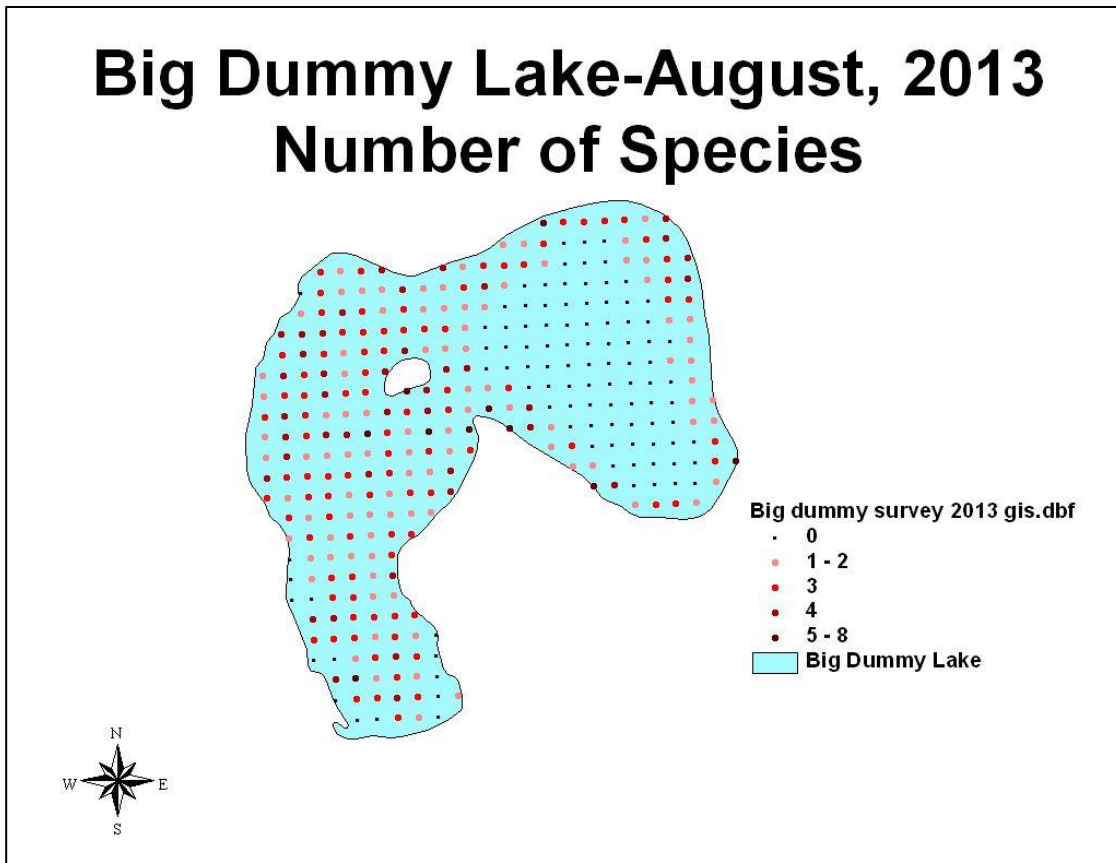 Big Dummy Lake-August, 2013
Number of Species
Big dummy survey 2013 gis.dbf
0
1 - 2
3
4
5 - 8
Big Dummy Lake
N
W E
S